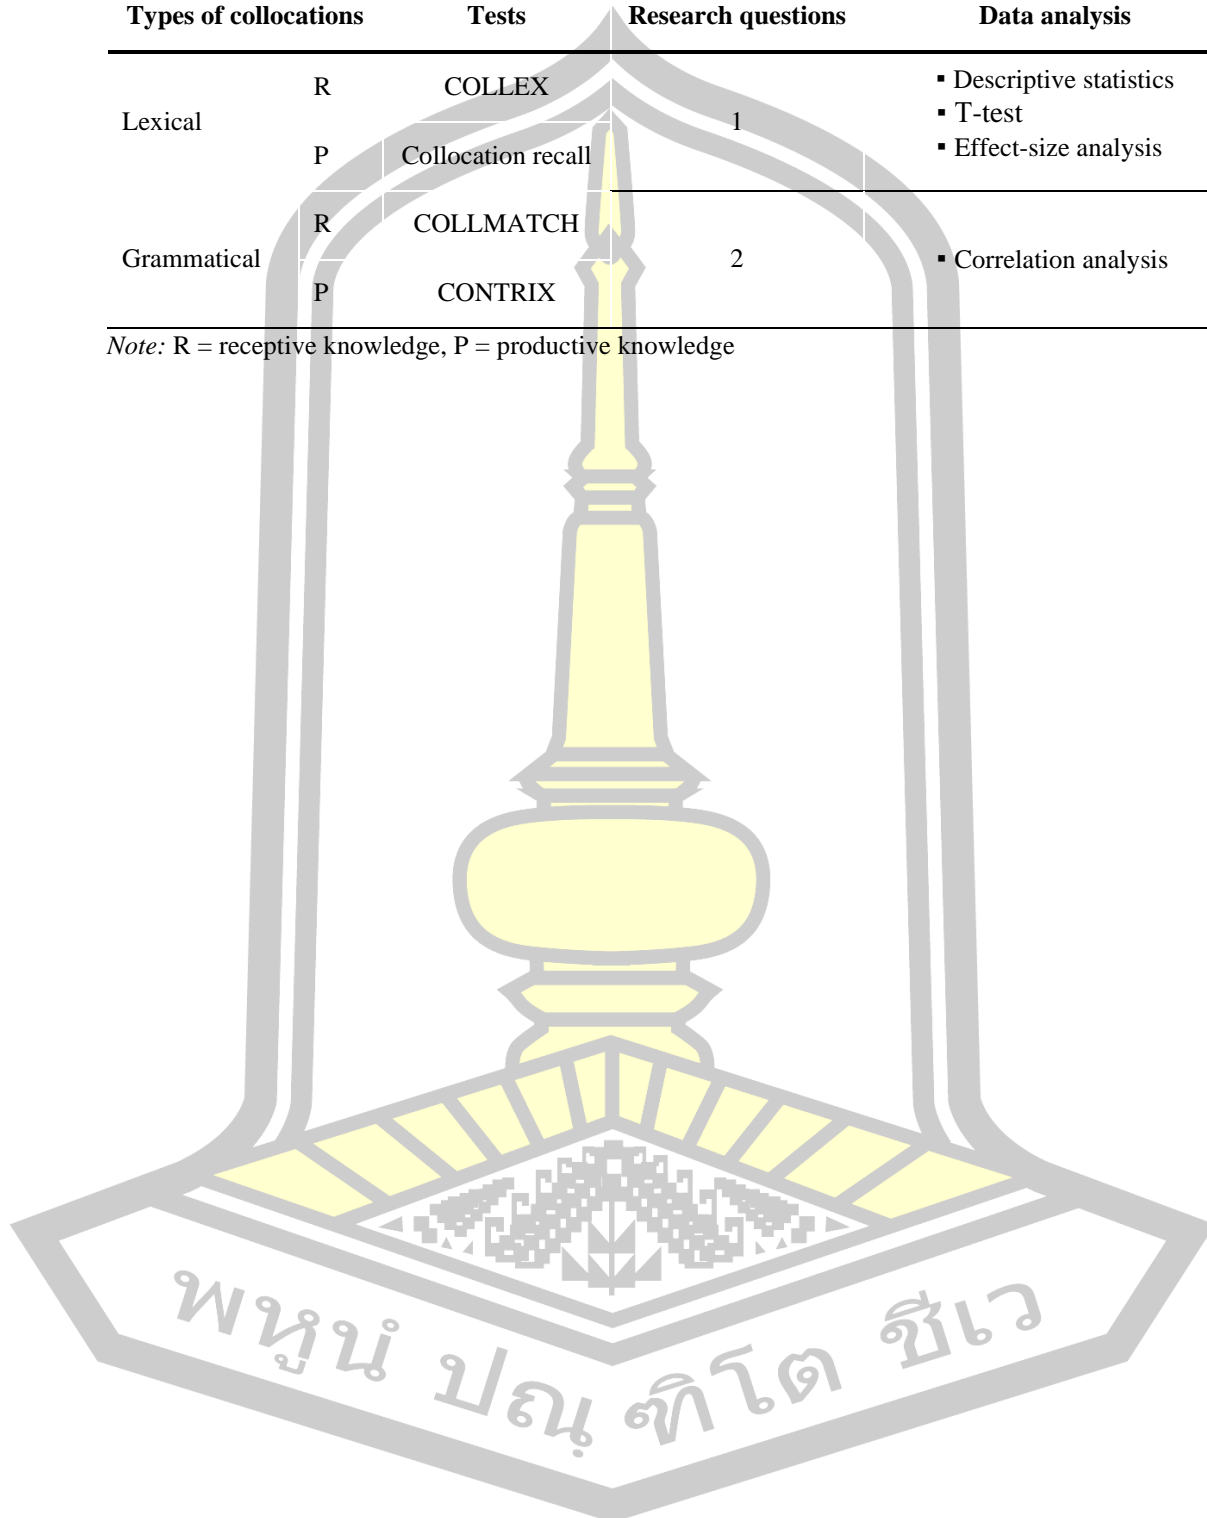 Types of collocations Tests Research questions Data analysis
R COLLEX ▪ Descriptive statistics
Lexical 1 ▪ T-test
P Collocation recall ▪ Effect-size analysis
R COLLMATCH
Grammatical 2 ▪ Correlation analysis
P CONTRIX
Note: R = receptive knowledge, P = productive knowledge
พหูนํ ปณฺฑิโต ชีเว